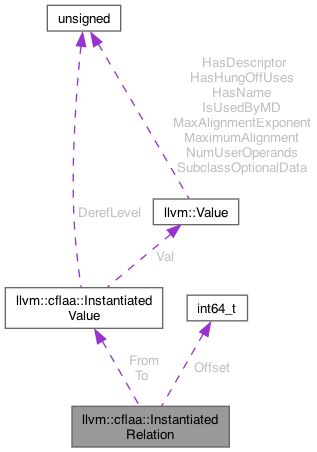 unsigned
HasDescriptor
HasHungOffUses
HasName
IsUsedByMD
MaxAlignmentExponent
MaximumAlignment
NumUserOperands
SubclassOptionalData
DerefLevel
llvm::Value
Val
llvm::cflaa::Instantiated
Value
int64_t
From
To
Offset
llvm::cflaa::Instantiated
Relation